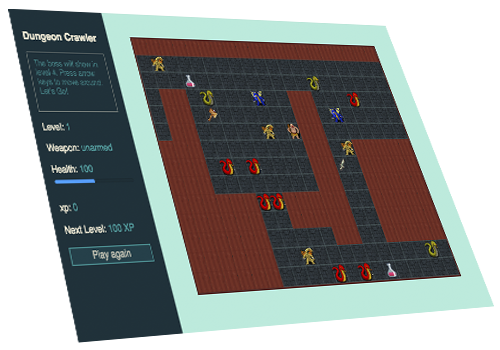 Dungeon Crawler
The boss will show in
level 4. Press arrow
keys to move around.
Let's Go!
Level: 1
Weapon: unarmed
Health: 100
xp: 0
Next Level: 100 XP
Play again